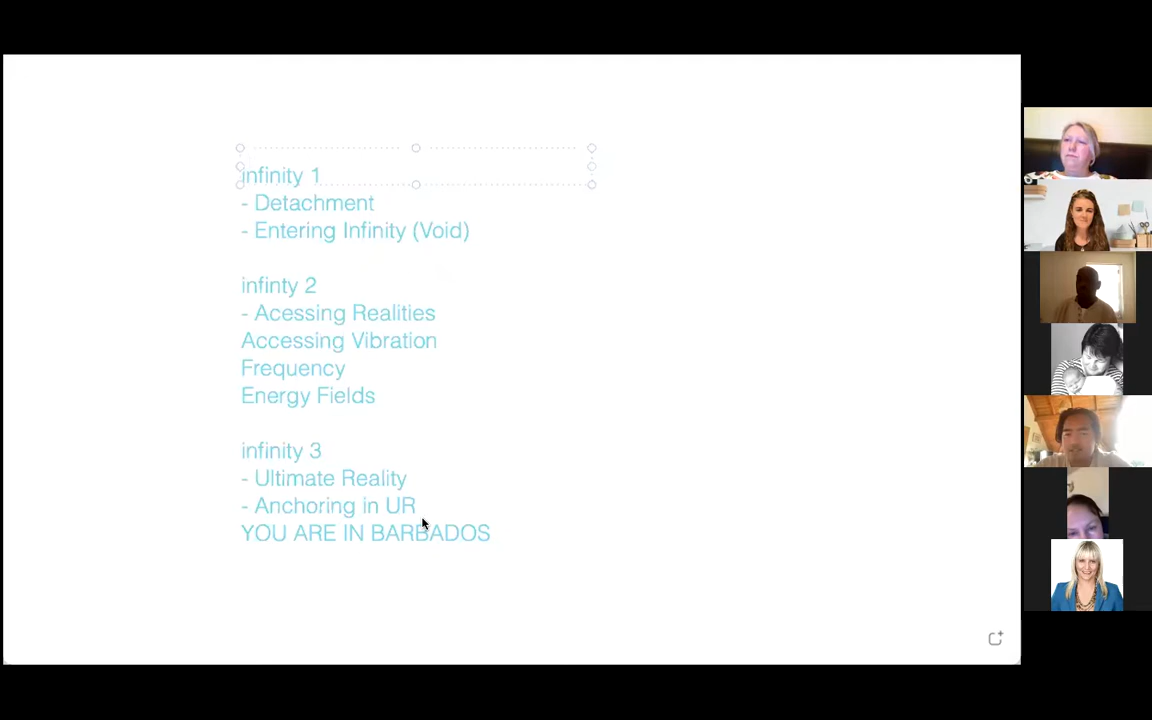 infinity 1
- Detachment
- Entering Infinity (Void)
infinty 2
- Acessing Realities
Accessing Vibration
Frequency
Energy Fields
infinity 3
- Ultimate Reality
- Anchoring in UR
YOU ARE IN BARBADOS